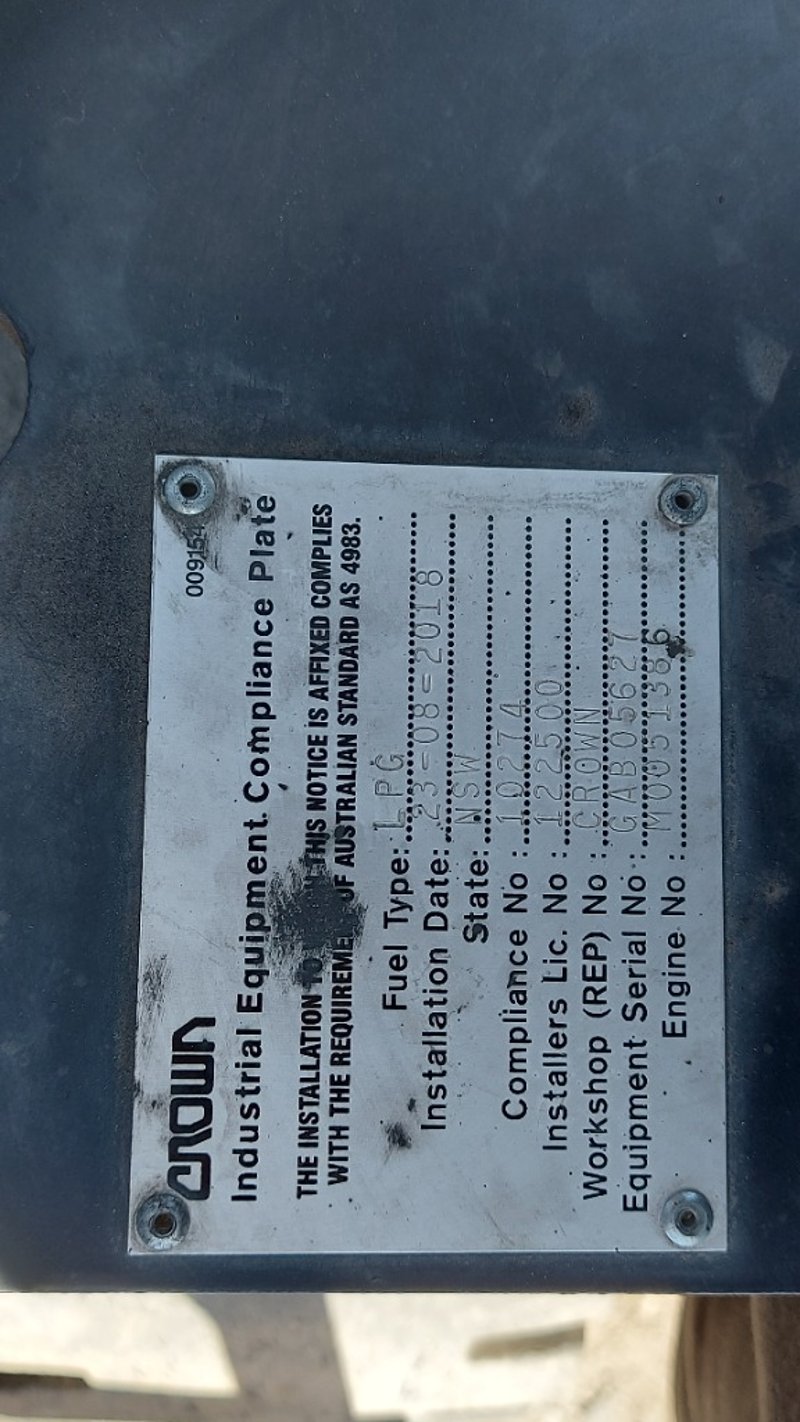 CROWN
009154
Industrial Equipment Compliance Plate
THE INSTALLATION TO THIS NOTICE IS AFFIXED COMPLIES
WITH THE REQUIREMENTS OF AUSTRALIAN STANDARD AS 4983.
Fuel Type: LPG
Installation Date: 23-08-2018
State: NSW
Compliance No : 10274
Installers Lic. No : 122500
Workshop (REP) No : CROWN
Equipment Serial No : GAB05627
Engine No : M0051386